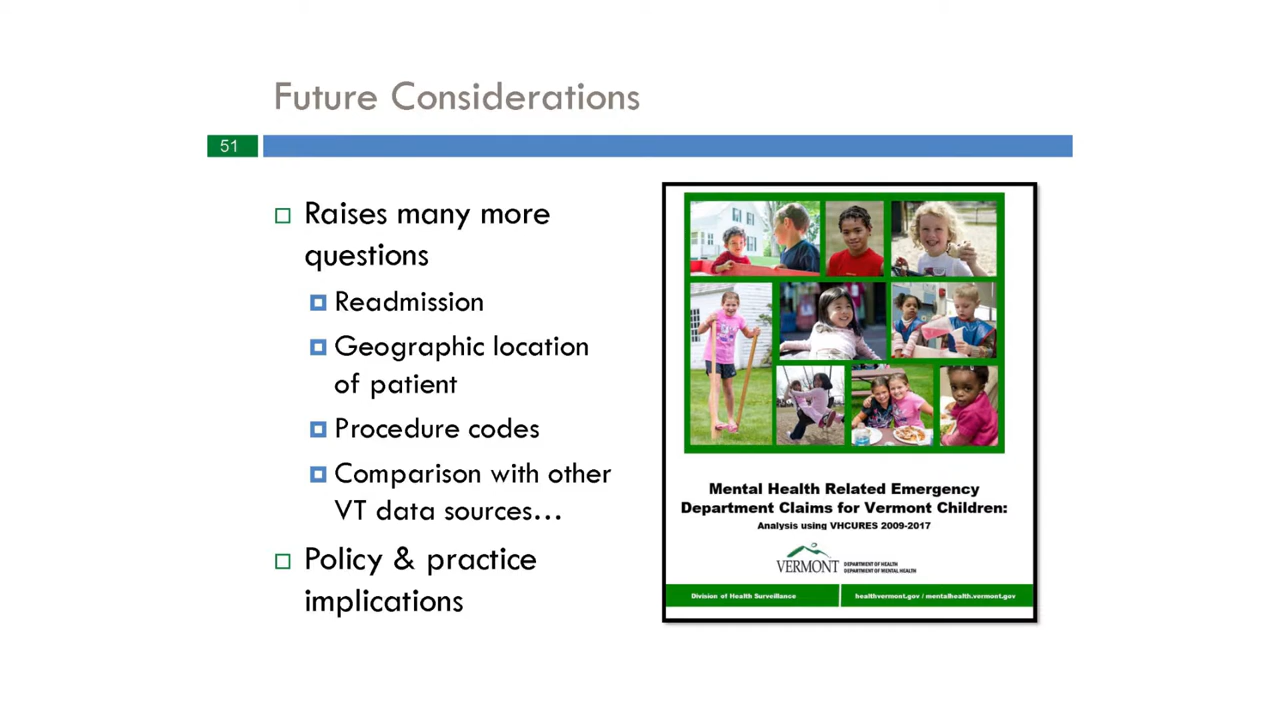 Future Considerations
51
Raises many more
questions
Readmission
Geographic location
of patient
Procedure codes
Comparison with other
VT data sources…
Policy & practice
implications
Mental Health Related Emergency
Department Claims for Vermont Children:
Analysis using VHCURES 2009-2017
VERMONT
DEPARTMENT OF HEALTH
DEPARTMENT OF MENTAL HEALTH
Division of Health Surveillance
healthvermont.gov / mentalhealth.vermont.gov